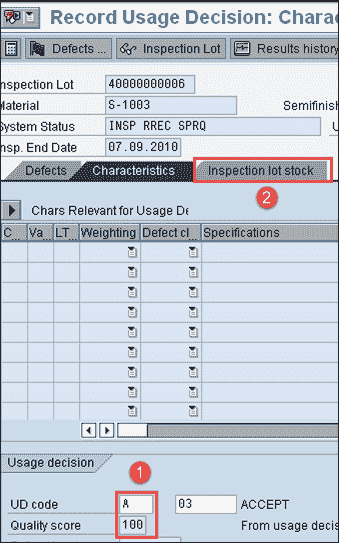 Record Usage Decision: Charac
Defects ... Inspection Lot Results history
Inspection Lot 40000000006
Material S-1003 Semifinish
System Status INSP RREC SPRQ U
Insp. End Date 07.09.2010
Defects Characteristics Inspection lot stock
2
Chars Relevant for Usage De
C... Va... LT... Weighting Defect cl... Specifications
Usage decision
1
UD code A 03 ACCEPT
Quality score 100 From usage decis